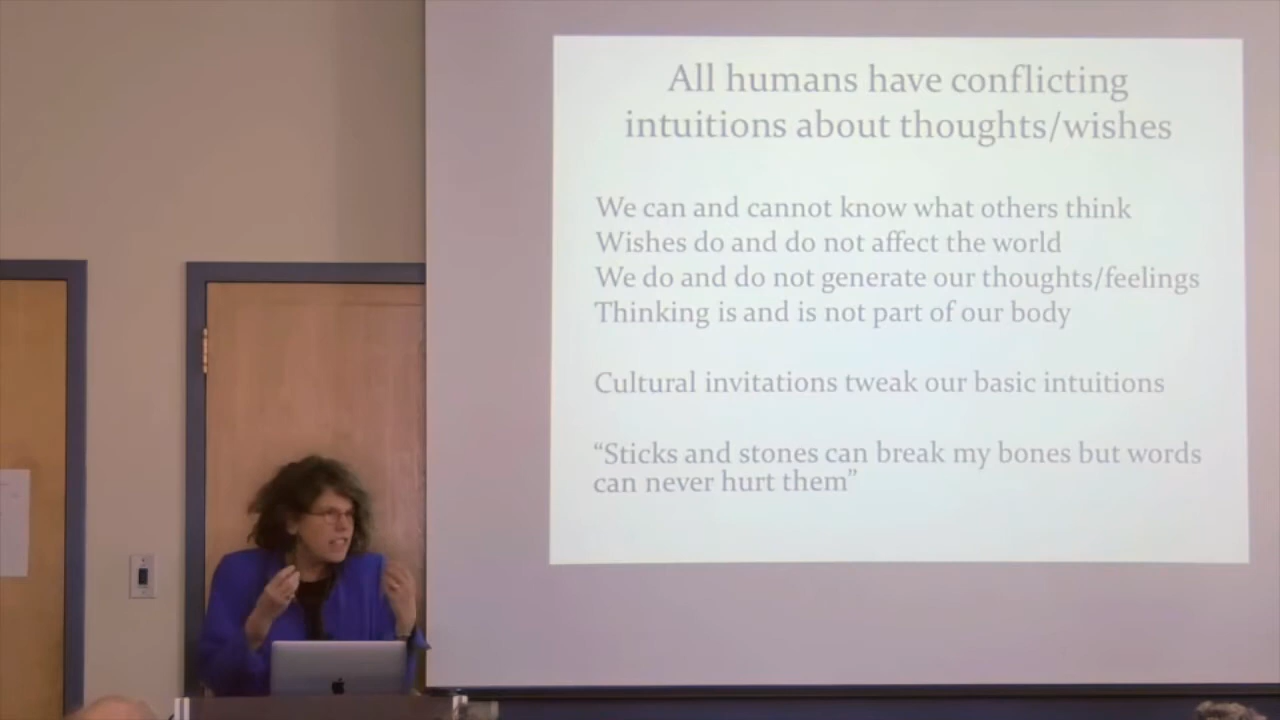 All humans have conflicting
intuitions about thoughts/wishes
We can and cannot know what others think
Wishes do and do not affect the world
We do and do not generate our thoughts/feelings
Thinking is and is not part of our body
Cultural invitations tweak our basic intuitions
“Sticks and stones can break my bones but words
can never hurt them”